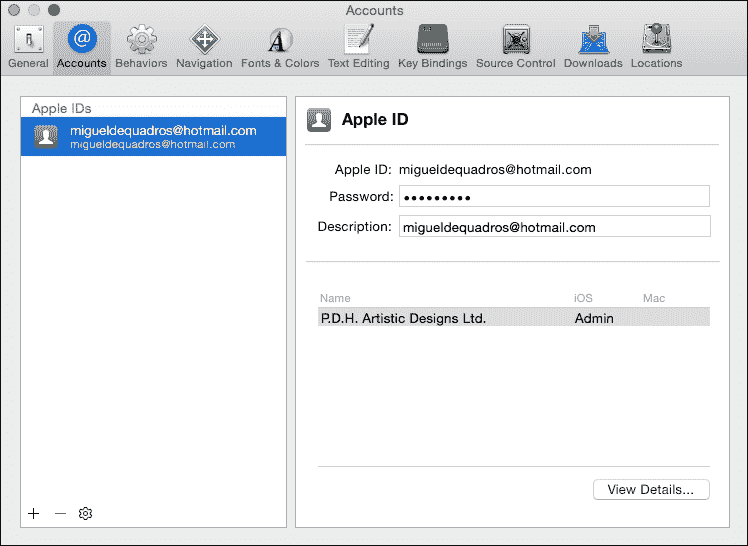 Accounts
General Accounts Behaviors Navigation Fonts & Colors Text Editing Key Bindings Source Control Downloads Locations
Apple IDs
migueldequadros@hotmail.com
migueldequadros@hotmail.com
Apple ID
Apple ID: migueldequadros@hotmail.com
Password: •••••••••
Description: migueldequadros@hotmail.com
Name iOS Mac
P.D.H. Artistic Designs Ltd. Admin
View Details...